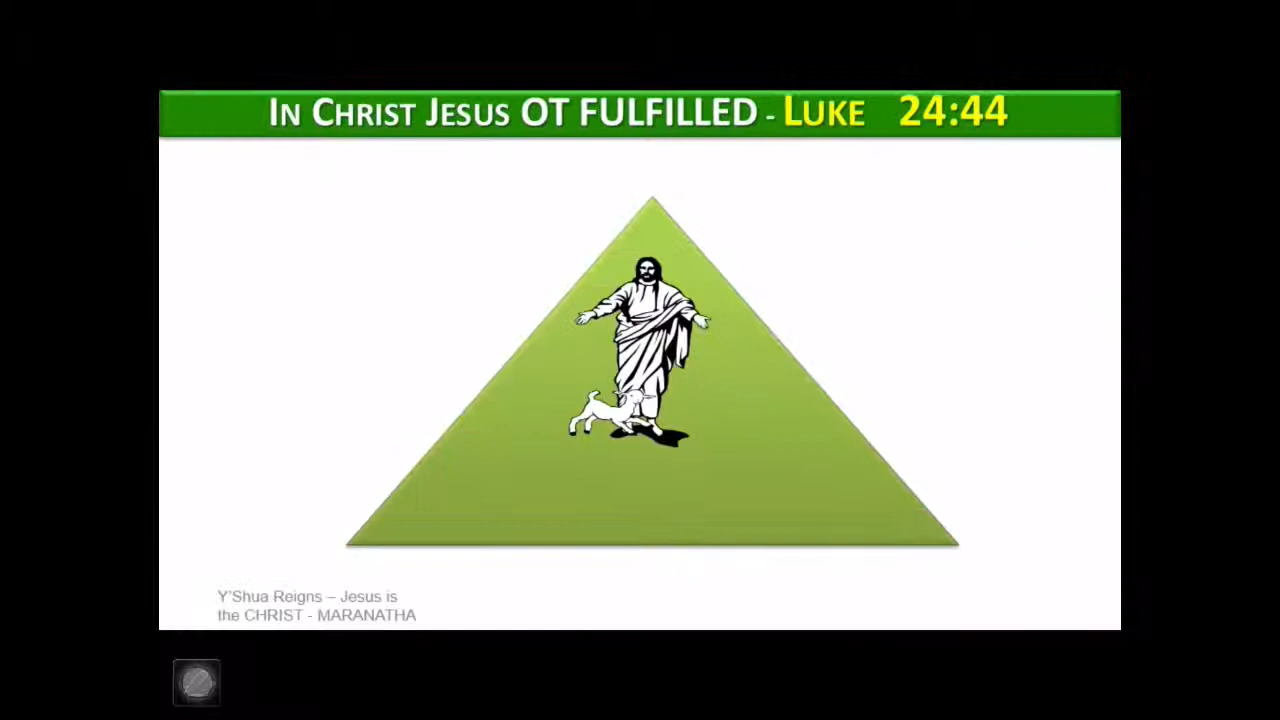 IN CHRIST JESUS OT FULFILLED - LUKE 24:44
Y'Shua Reigns – Jesus is
the CHRIST - MARANATHA